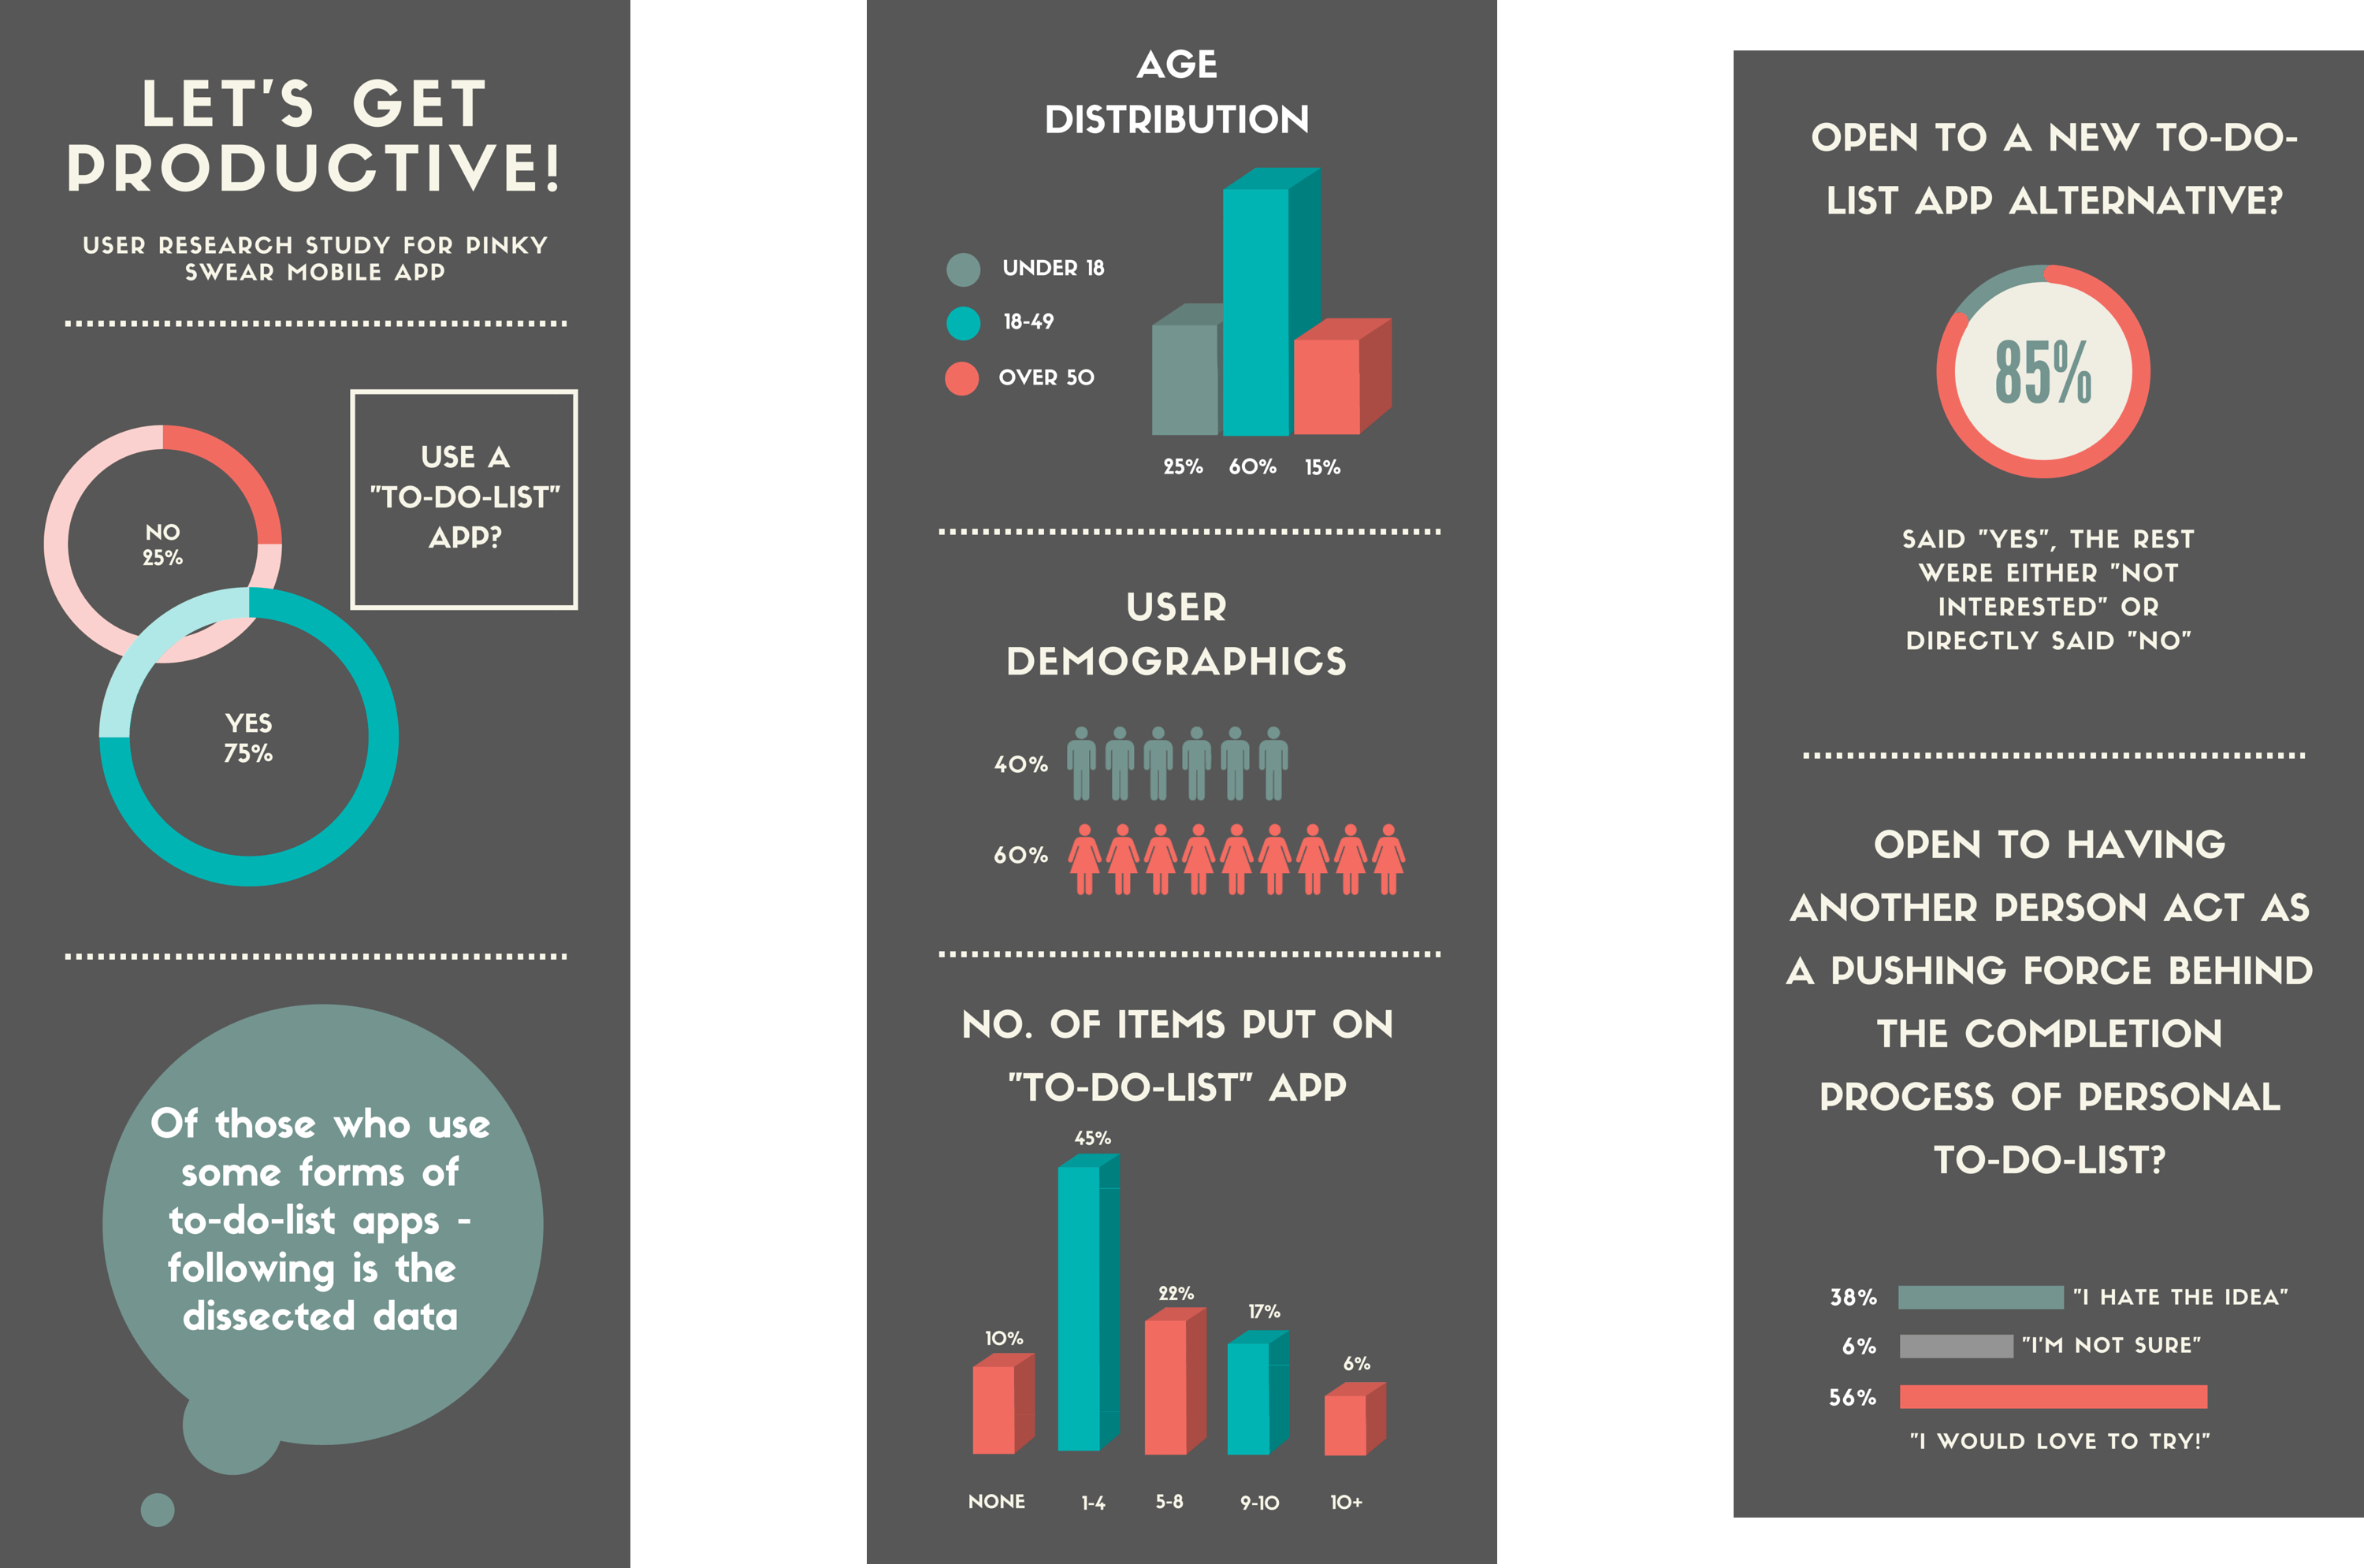 LET'S GET
PRODUCTIVE!
USER RESEARCH STUDY FOR PINKY
SWEAR MOBILE APP
USE A
"TO-DO-LIST"
APP?
NO
25%
YES
75%
Of those who use
some forms of
to-do-list apps -
following is the
dissected data
AGE
DISTRIBUTION
UNDER 18
18-49
OVER 50
25% 60% 15%
USER
DEMOGRAPHICS
40%
60%
NO. OF ITEMS PUT ON
"TO-DO-LIST" APP
45%
22%
17%
10%
6%
NONE 1-4 5-8 9-10 10+
OPEN TO A NEW TO-DO-
LIST APP ALTERNATIVE?
85%
SAID "YES", THE REST
WERE EITHER "NOT
INTERESTED" OR
DIRECTLY SAID "NO"
OPEN TO HAVING
ANOTHER PERSON ACT AS
A PUSHING FORCE BEHIND
THE COMPLETION
PROCESS OF PERSONAL
TO-DO-LIST?
38% "I HATE THE IDEA"
6% "I'M NOT SURE"
56%
"I WOULD LOVE TO TRY!"